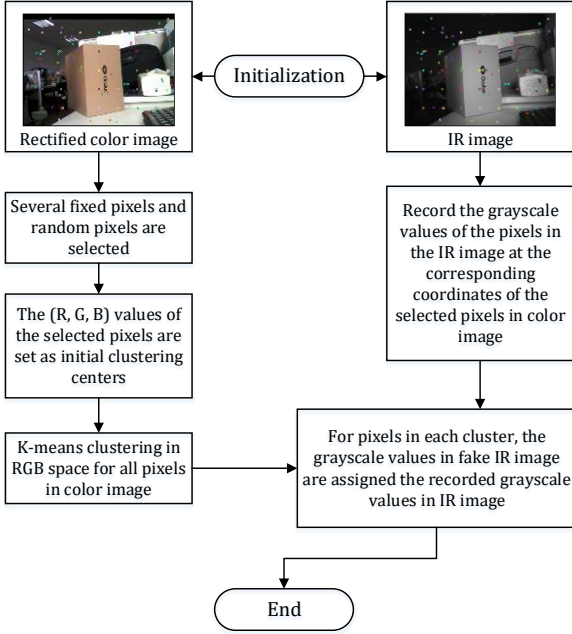 Initialization
Rectified color image
IR image
Several fixed pixels and
random pixels are
selected
The (R, G, B) values of
the selected pixels are
set as initial clustering
centers
K-means clustering in
RGB space for all pixels
in color image
Record the grayscale
values of the pixels in
the IR image at the
corresponding
coordinates of the
selected pixels in color
image
For pixels in each cluster, the
grayscale values in fake IR image
are assigned the recorded grayscale
values in IR image
End